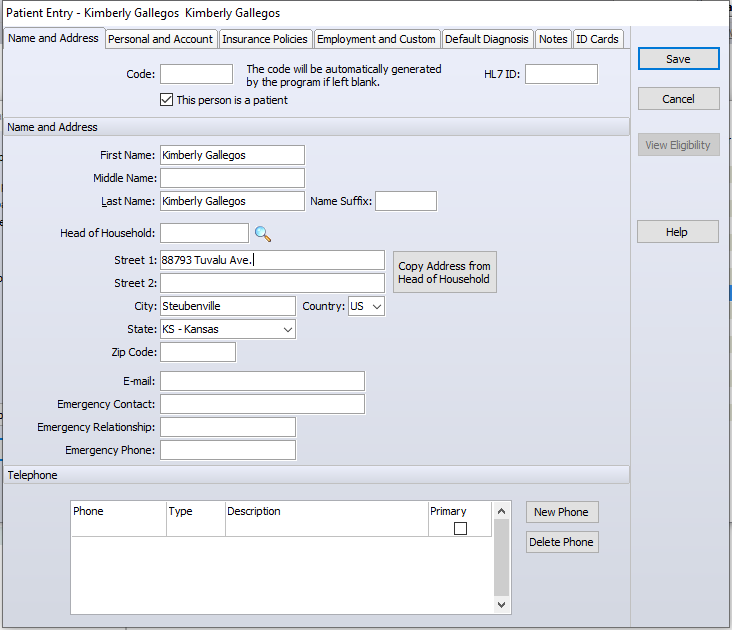 Patient Entry - Kimberly Gallegos  Kimberly Gallegos
Name and Address Personal and Account Insurance Policies Employment and Custom Default Diagnosis Notes ID Cards
Code: The code will be automatically generated
by the program if left blank.
HL7 ID:
This person is a patient
Save
Cancel
View Eligibility
Help
Name and Address
First Name: Kimberly Gallegos
Middle Name:
Last Name: Kimberly Gallegos Name Suffix:
Head of Household:
Street 1: 88793 Tuvalu Ave.
Copy Address from
Head of Household
Street 2:
City: Steubenville Country: US
State: KS - Kansas
Zip Code:
E-mail:
Emergency Contact:
Emergency Relationship:
Emergency Phone:
Telephone
Phone Type Description Primary
New Phone
Delete Phone